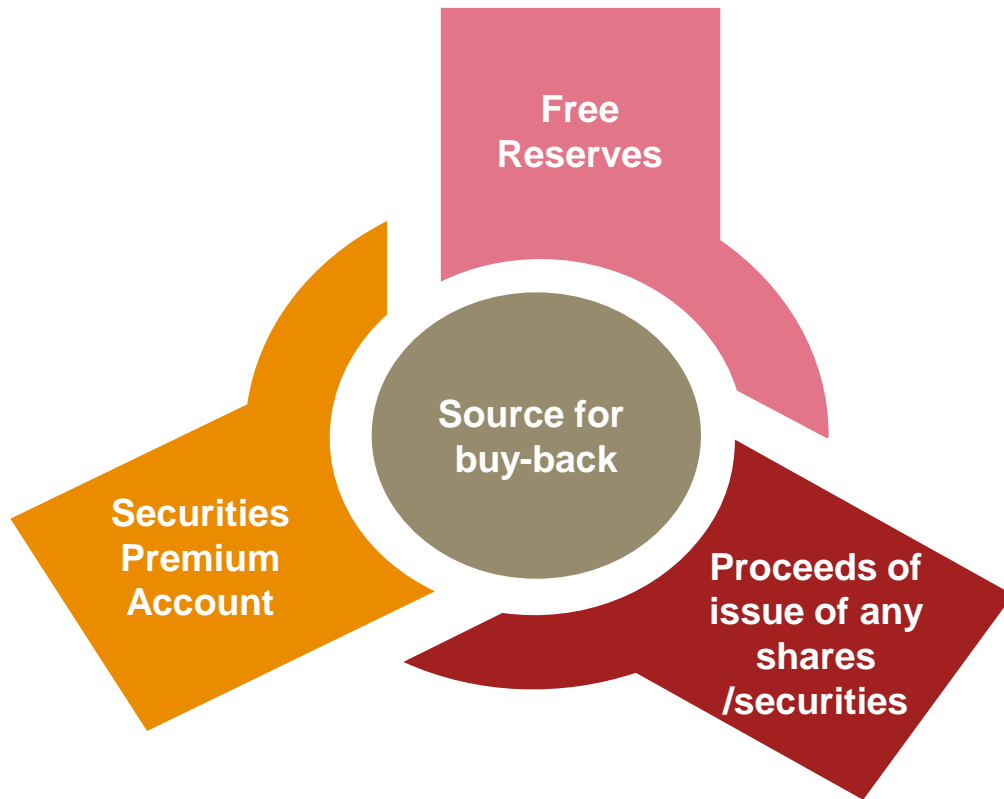 Free
Reserves
Source for
buy-back
Securities
Premium
Account
Proceeds of
issue of any
shares
/securities